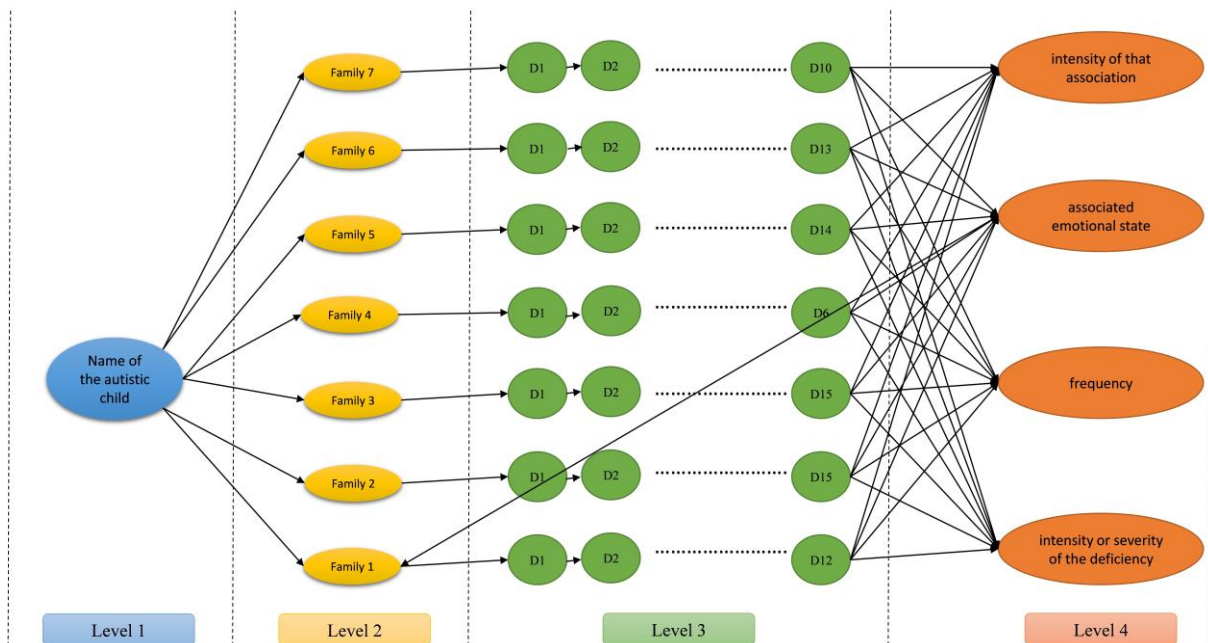 Family 7
D1
D2
D10
intensity of that
association
Family 6
D1
D2
D13
Family 5
D1
D2
D14
associated
emotional state
Family 4
D1
D2
D6
Name of
the autistic
child
Family 3
D1
D2
D15
frequency
Family 2
D1
D2
D15
Family 1
D1
D2
D12
intensity or severity
of the deficiency
Level 1
Level 2
Level 3
Level 4